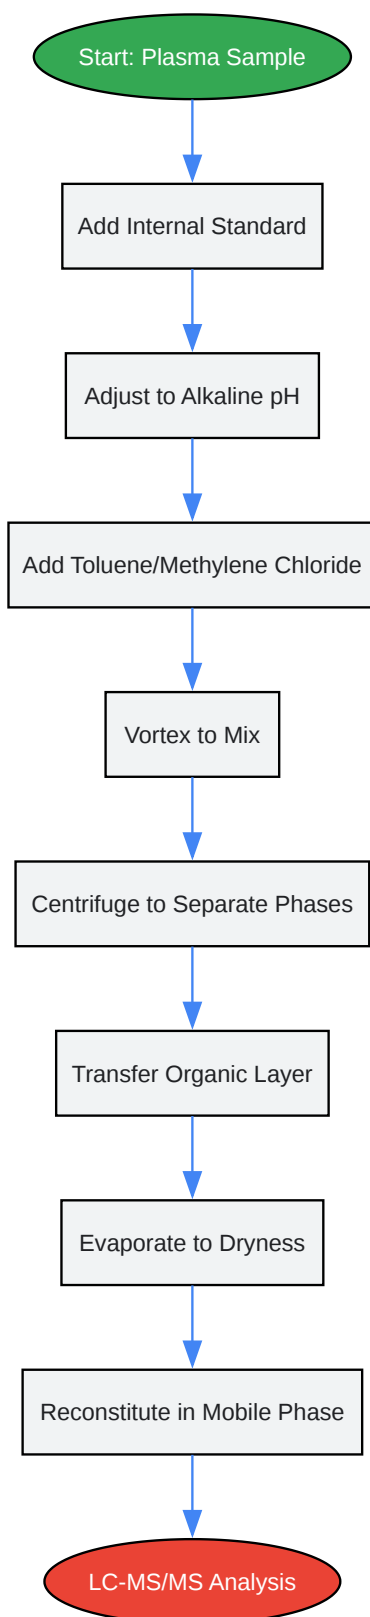 Start: Plasma Sample
Add Internal Standard
Adjust to Alkaline pH
Add Toluene/Methylene Chloride
Vortex to Mix
Centrifuge to Separate Phases
Transfer Organic Layer
Evaporate to Dryness
Reconstitute in Mobile Phase
LC-MS/MS Analysis